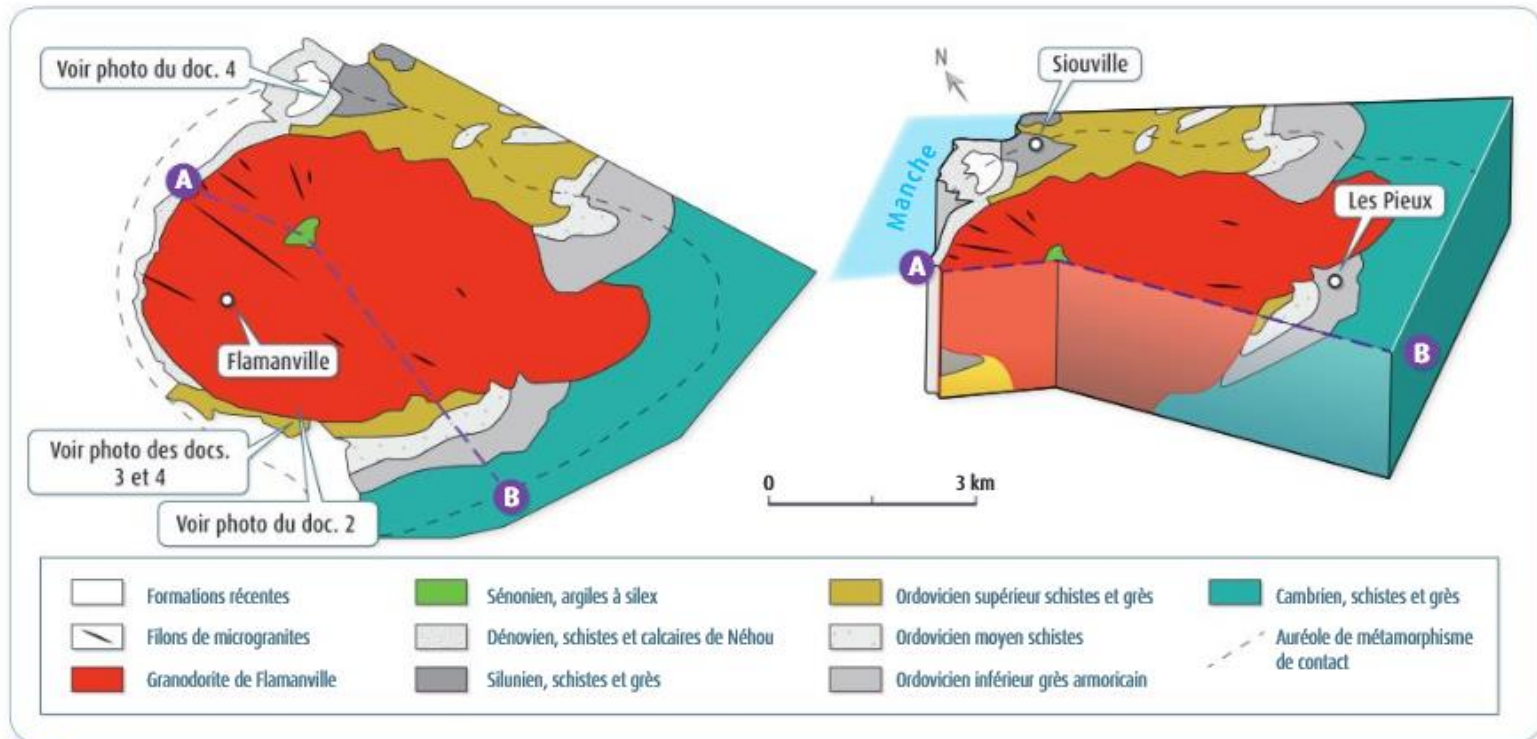 Voir photo du doc. 4
A
Flamanville
Voir photo des docs.
3 et 4
Voir photo du doc. 2
B
N
Siouville
Manche
Les Pieux
A
B
0 3 km
Formations récentes
Filons de microgranites
Granodorite de Flamanville
Sénonien, argiles à silex
Dénovien, schistes et calcaires de Néhou
Silunien, schistes et grès
Ordovicien supérieur schistes et grès
Ordovicien moyen schistes
Ordovicien inférieur grès armoricain
Cambrien, schistes et grès
Auréole de métamorphisme
de contact